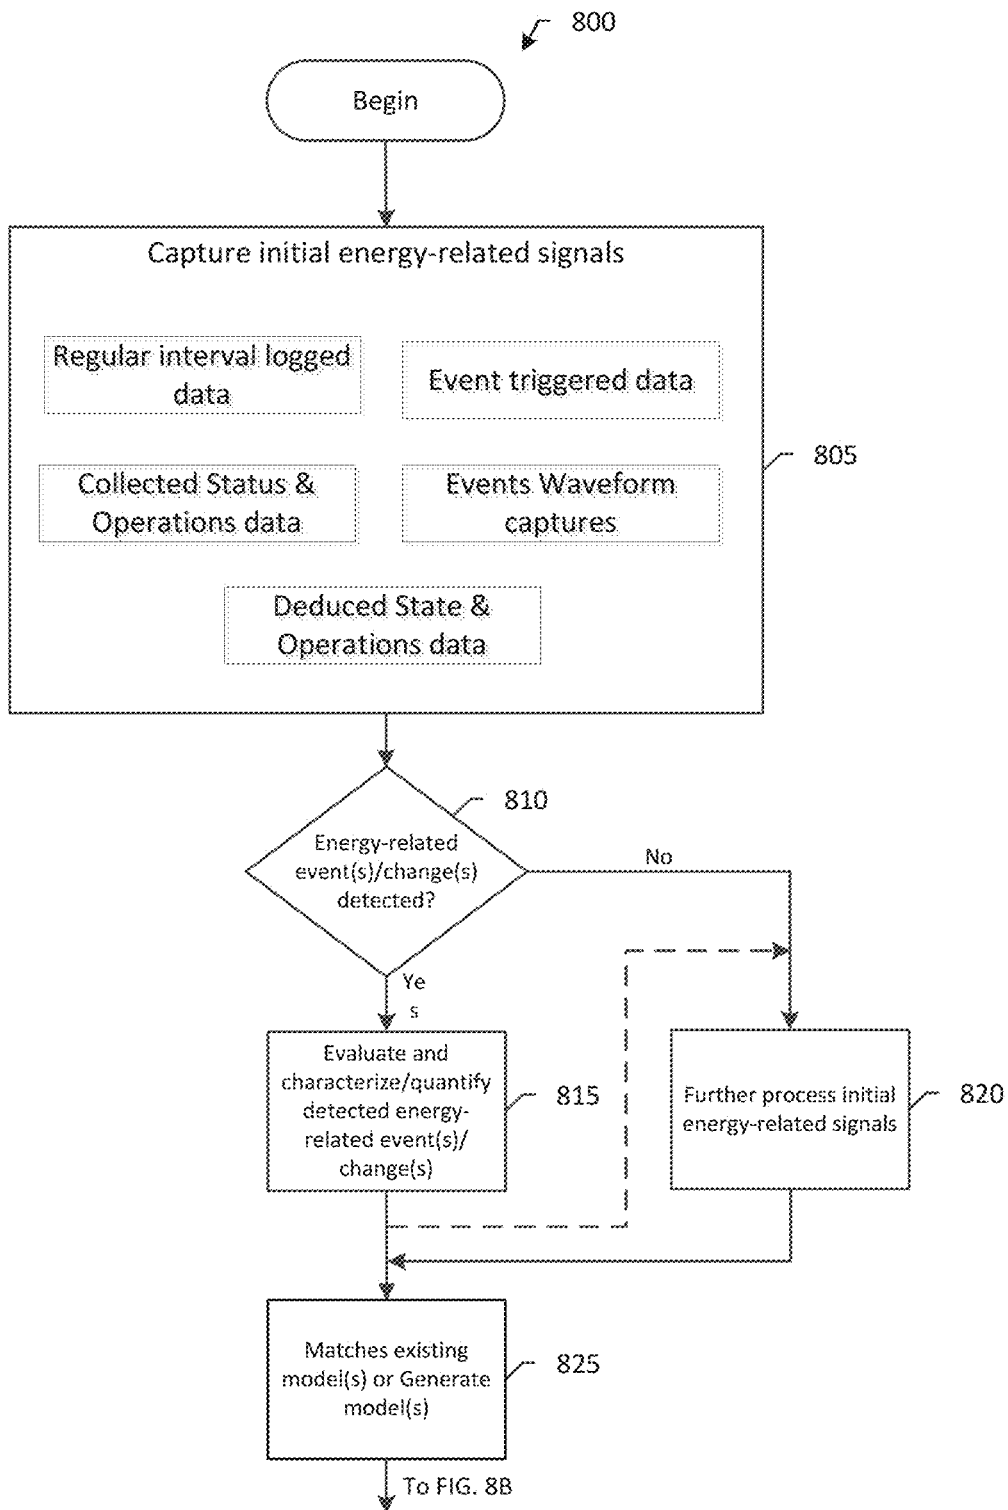 800
Begin
Capture initial energy-related signals
Regular interval logged
data
Event triggered data
805
Collected Status &
Operations data
Events Waveform
captures
Deduced State &
Operations data
810
Energy-related
event(s)/change(s)
detected?
No
Ye
s
Evaluate and
characterize/quantify
detected energy-
related event(s)/
change(s)
815
Further process initial
energy-related signals
820
Matches existing
model(s) or Generate
model(s)
825
To FIG. 8B